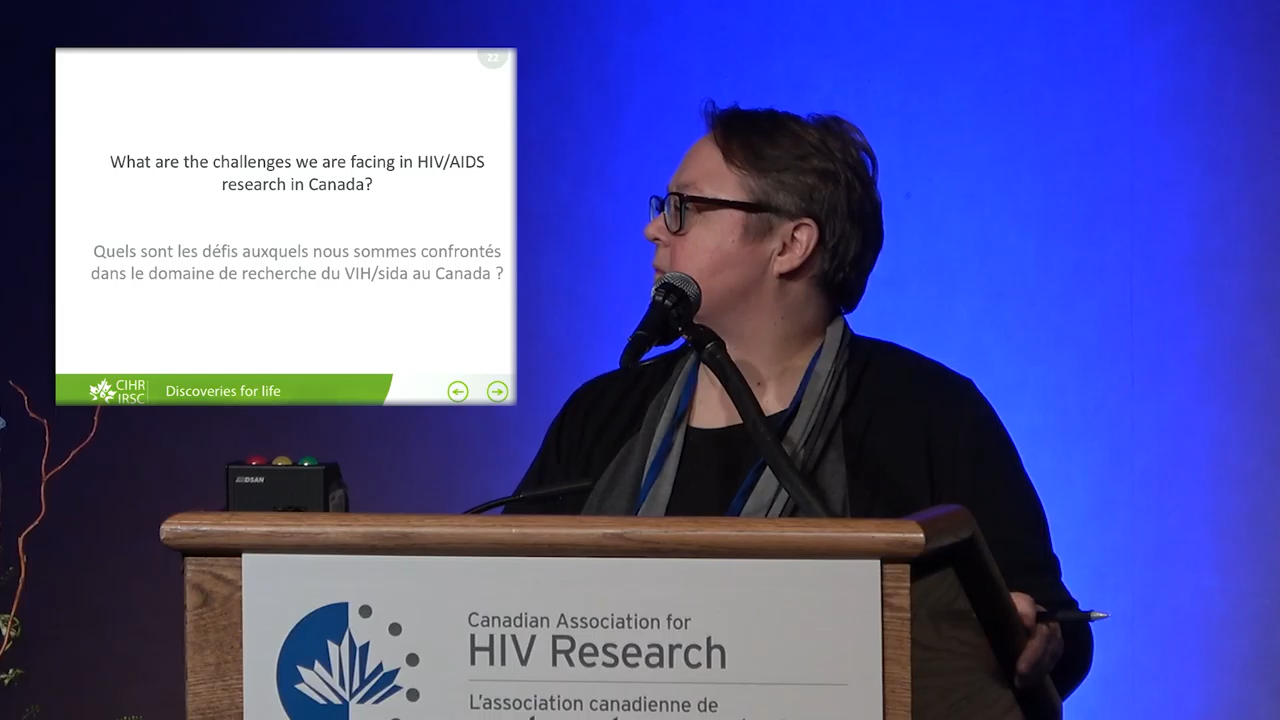 22
What are the challenges we are facing in HIV/AIDS
research in Canada?
Quels sont les défis auxquels nous sommes confrontés
dans le domaine de recherche du VIH/sida au Canada ?
CIHR
IRSC
Discoveries for life
DSAN
Canadian Association for
HIV Research
L'association canadienne de